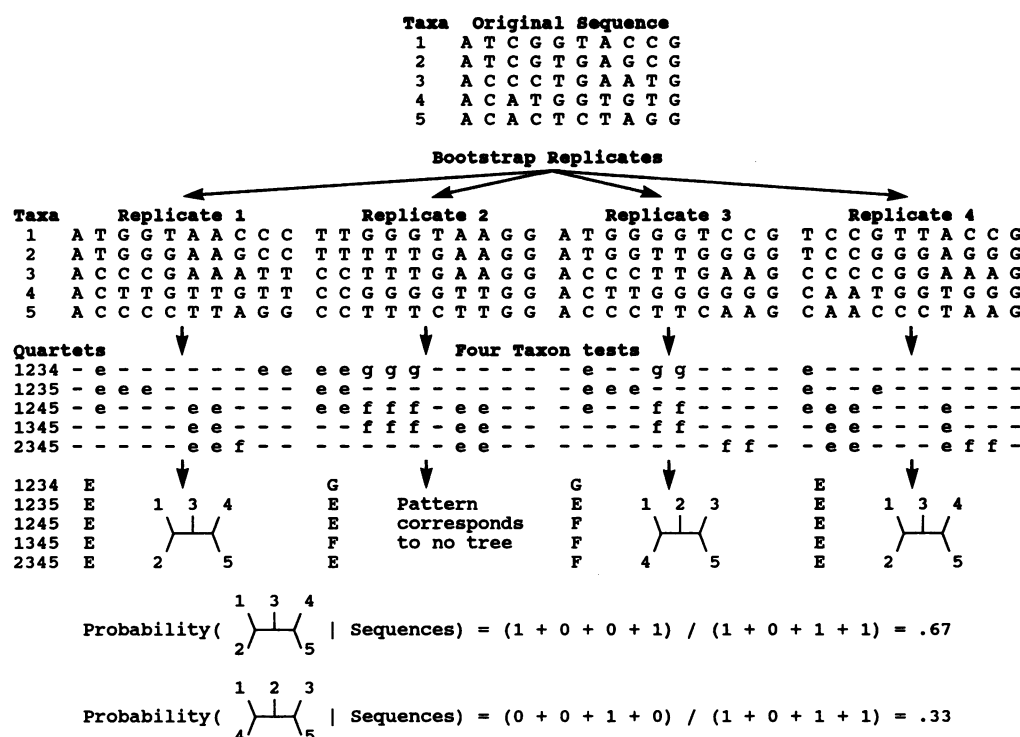 Taxa Original Sequence
1 A T C G G T A C C G
2 A T C G T G A G C G
3 A C C C T G A A T G
4 A C A T G G T G T G
5 A C A C T C T A G G
Bootstrap Replicates
Taxa Replicate 1 Replicate 2 Replicate 3 Replicate 4
1 A T G G T A A C C C T T G G G T A A G G A T G G G G T C C G T C C G T T A C C G
2 A T G G G A A G C C T T T T T G A A G G A T G G T T G G G G T C C G G G A G G G
3 A C C C G A A A T T C C T T T G A A G G A C C C T T G A A G C C C C G G A A A G
4 A C T T G T T G T T C C G G G G T T G G A C T T G G G G G G C A A T G G T G G G
5 A C C C C T T A G G C C T T T C T T G G A C C C T T C A A G C A A C C C T A A G
Quartets Four Taxon tests
1234 - e - - - - - - e e e e g g g - - - - - - e - - g g - - - - e - - - - - - - - -
1235 - e e e - - - - - - e e - - - - - - - - - e e e - - - - - - e - - e - - - - - -
1245 - e - - - e e - - - e e f f f - e e - - - e - - f f - - - - e e e - - - e - - -
1345 - - - - - e e - - - - - f f f - e e - - - - - - f f - - - - - e e - - - e - - -
2345 - - - - - e e f - - - - - - - - e e - - - - - - - - - f f - - e e - - - e f f -
1234 E G G E
1235 E 1 3 4 E Pattern E 1 2 3 E 1 3 4
1245 E E corresponds F E
1345 E F to no tree F E
2345 E 2 5 E F 4 5 E 2 5
1 3 4
Probability( | Sequences) = (1 + 0 + 0 + 1) / (1 + 0 + 1 + 1) = .67
2 5
1 2 3
Probability( | Sequences) = (0 + 0 + 1 + 0) / (1 + 0 + 1 + 1) = .33
4 5